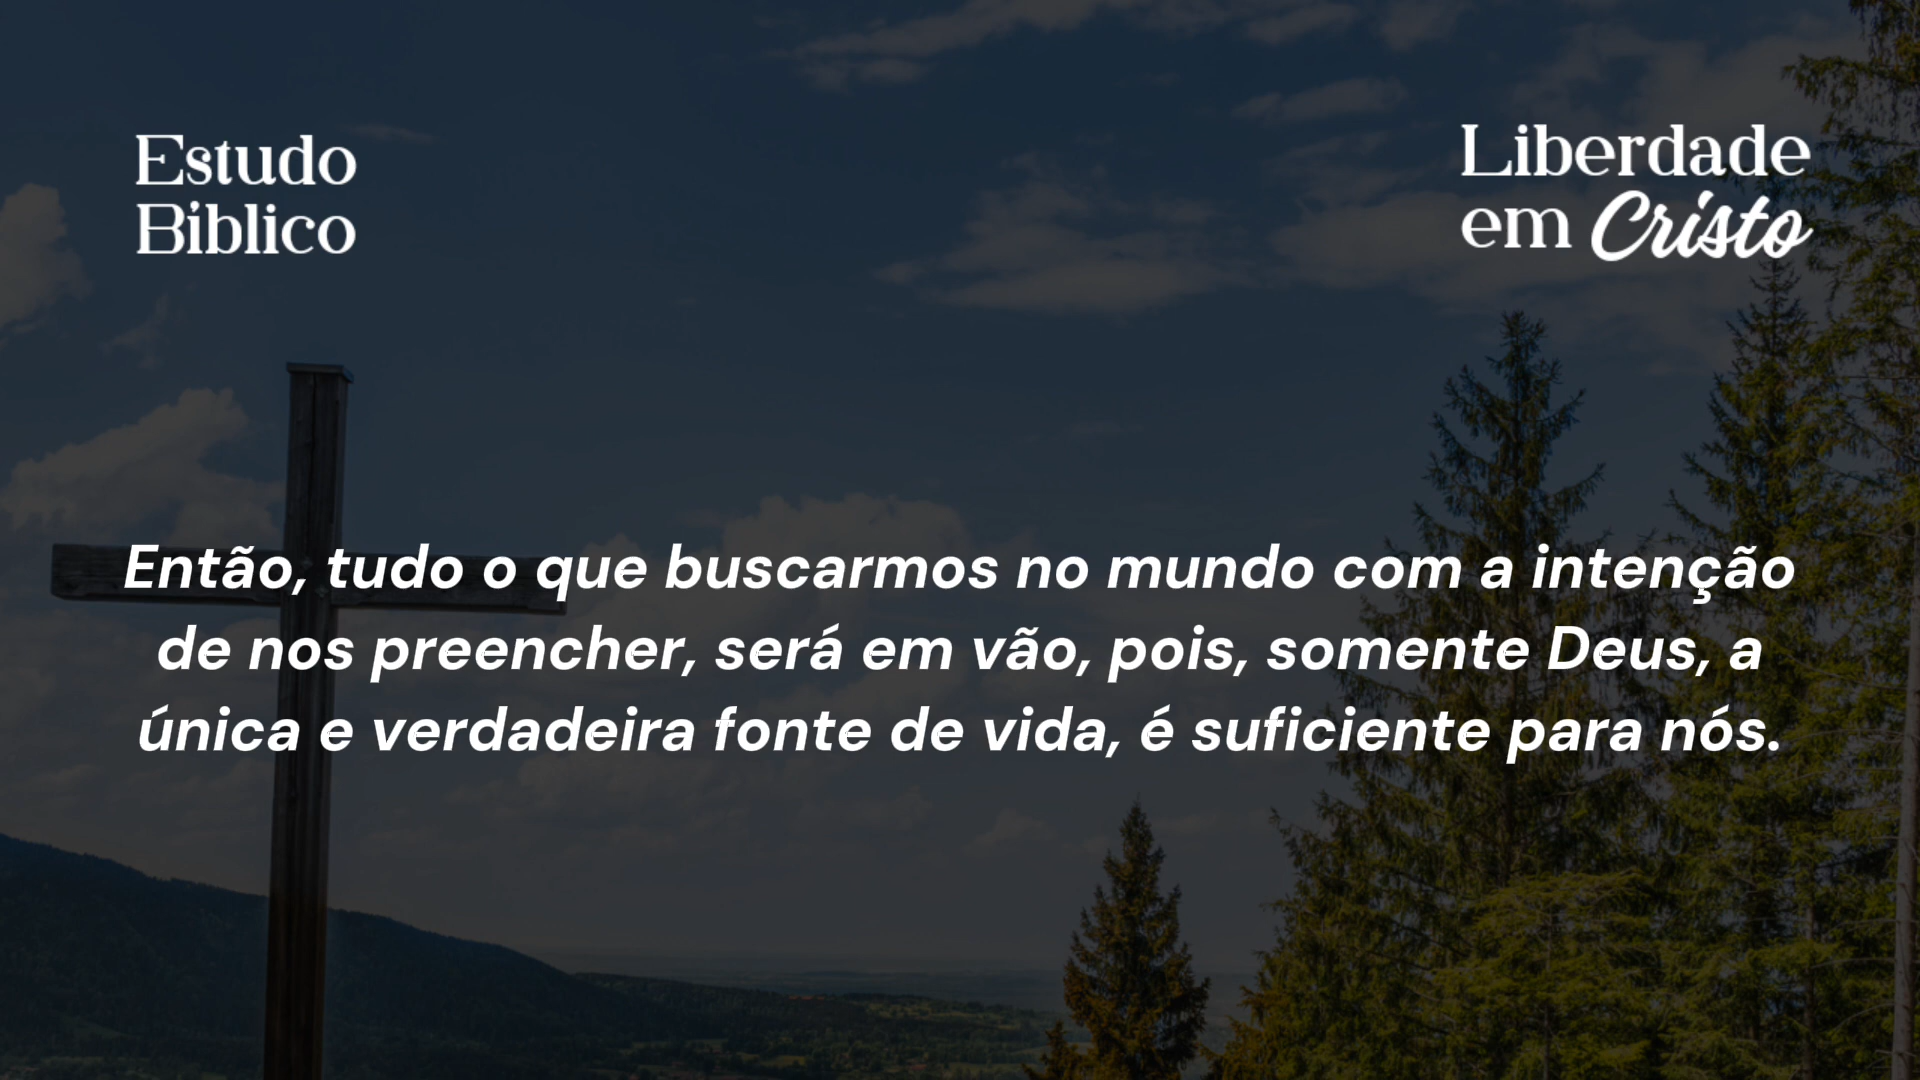 Estudo
Bíblico
Liberdade
em Cristo
Então, tudo o que buscarmos no mundo com a intenção
de nos preencher, será em vão, pois, somente Deus, a
única e verdadeira fonte de vida, é suficiente para nós.